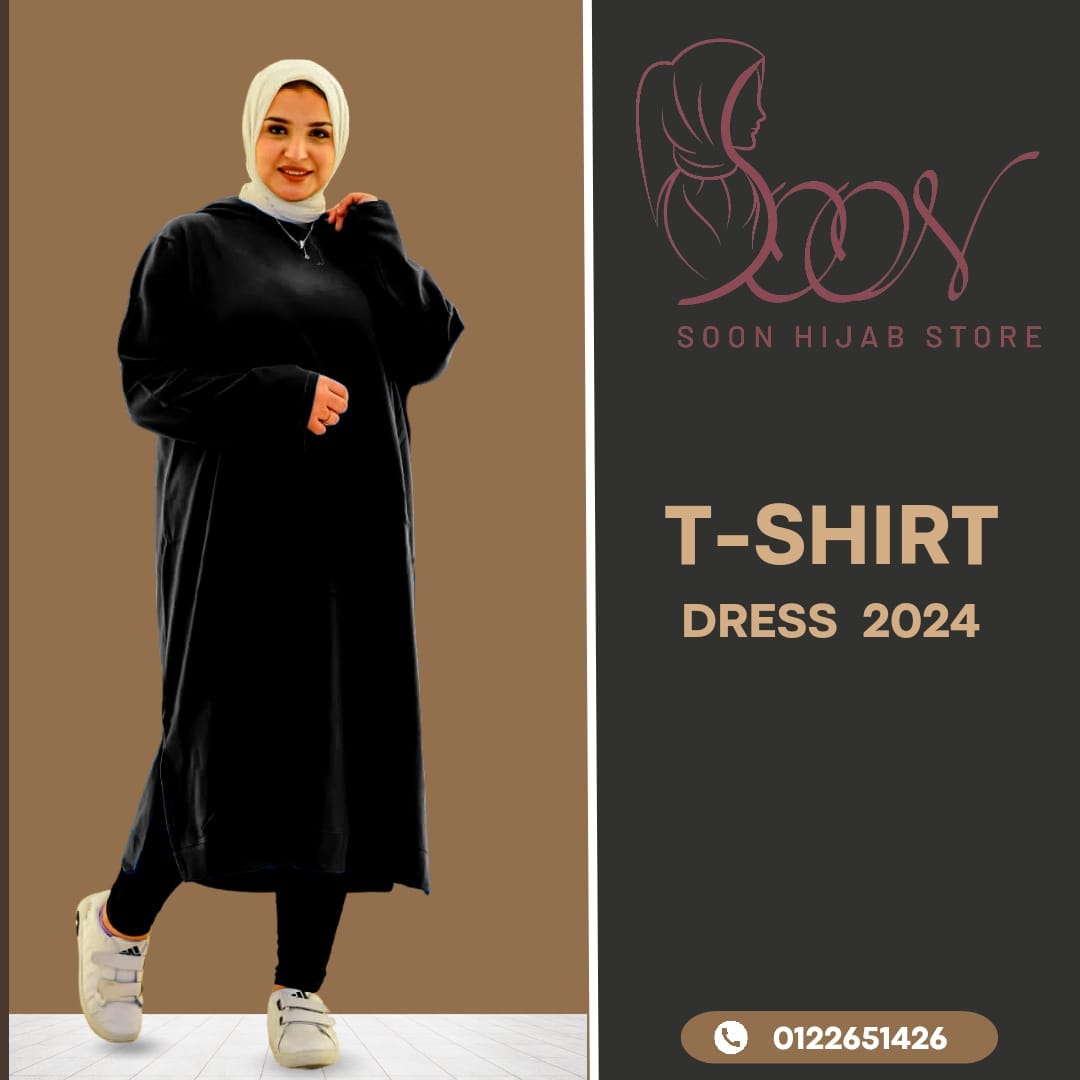 SOON
SOON HIJAB STORE
T-SHIRT
DRESS 2024
0122651426